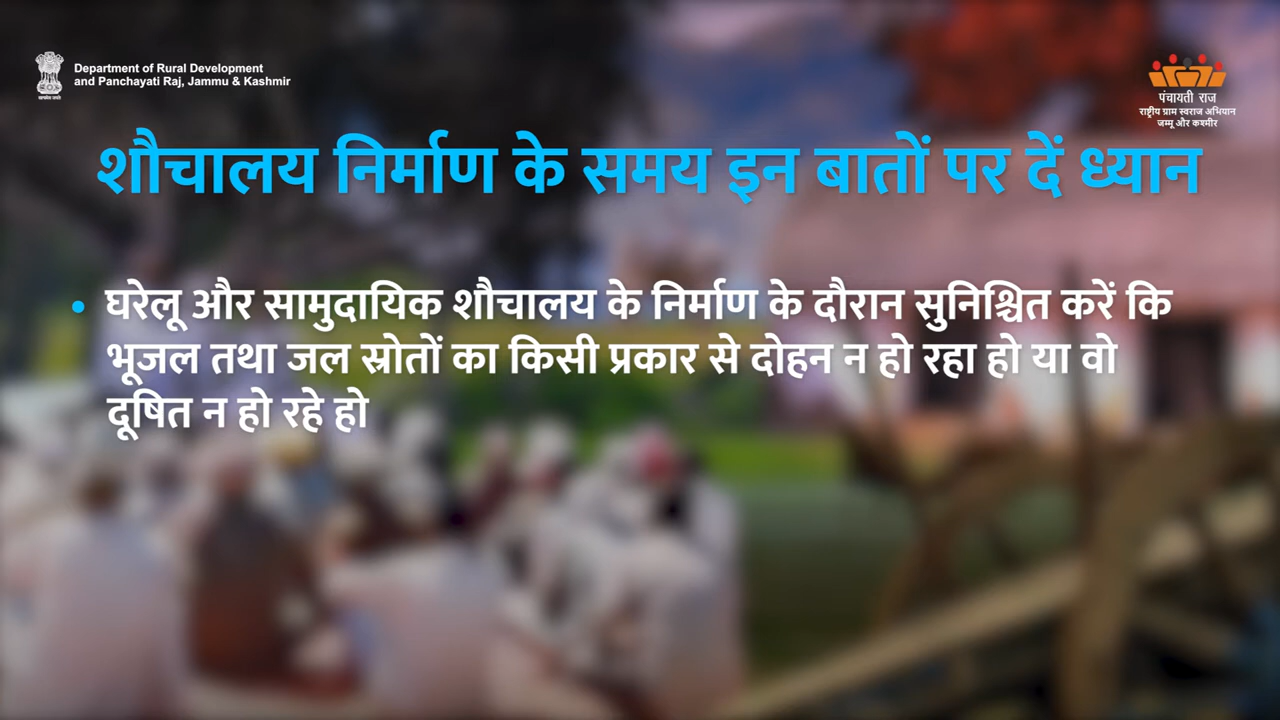 Department of Rural Development
and Panchayati Raj, Jammu & Kashmir
पंचायती राज
राष्ट्रीय ग्राम स्वराज अभियान
जम्मू और कश्मीर
शौचालय निर्माण के समय इन बातों पर दें ध्यान
• घरेलू और सामुदायिक शौचालय के निर्माण के दौरान सुनिश्चित करें कि
भूजल तथा जल स्रोतों का किसी प्रकार से दोहन न हो रहा हो या वो
दूषित न हो रहे हो